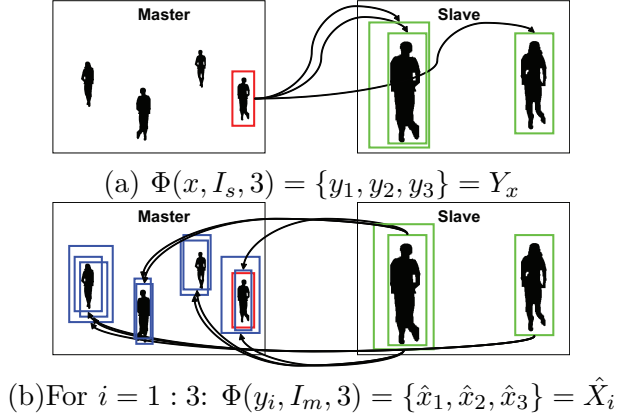 Master Slave
(a) Φ(x, I_s, 3) = {y_1, y_2, y_3} = Y_x
Master Slave
(b)For i = 1 : 3: Φ(y_i, I_m, 3) = {x̂_1, x̂_2, x̂_3} = X̂_i